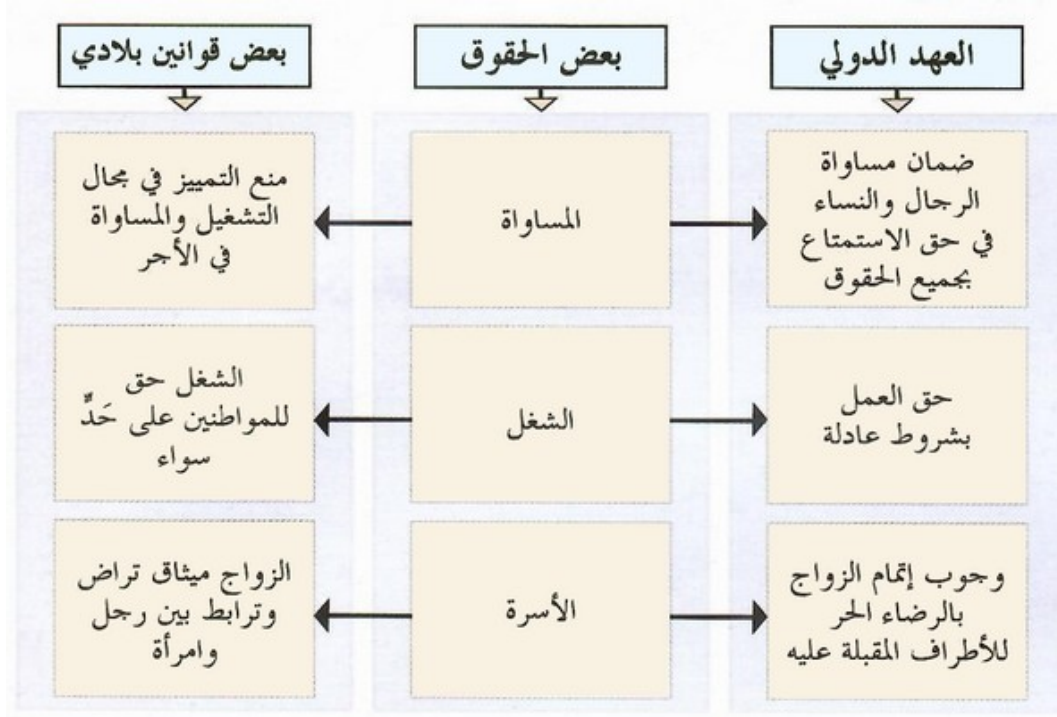 العهد الدولي
بعض الحقوق
بعض قوانين بلادي
ضمان مساواة
الرجال والنساء
في حق الاستمتاع
بجميع الحقوق
المساواة
منع التمييز في مجال
التشغيل والمساواة
في الأجر
حق العمل
بشروط عادلة
الشغل
الشغل حق
للمواطنين على حَدٍّ
سواء
وجوب إتمام الزواج
بالرضاء الحر
للأطراف المقبلة عليه
الأسرة
الزواج ميثاق تراض
وترابط بين رجل
وامرأة